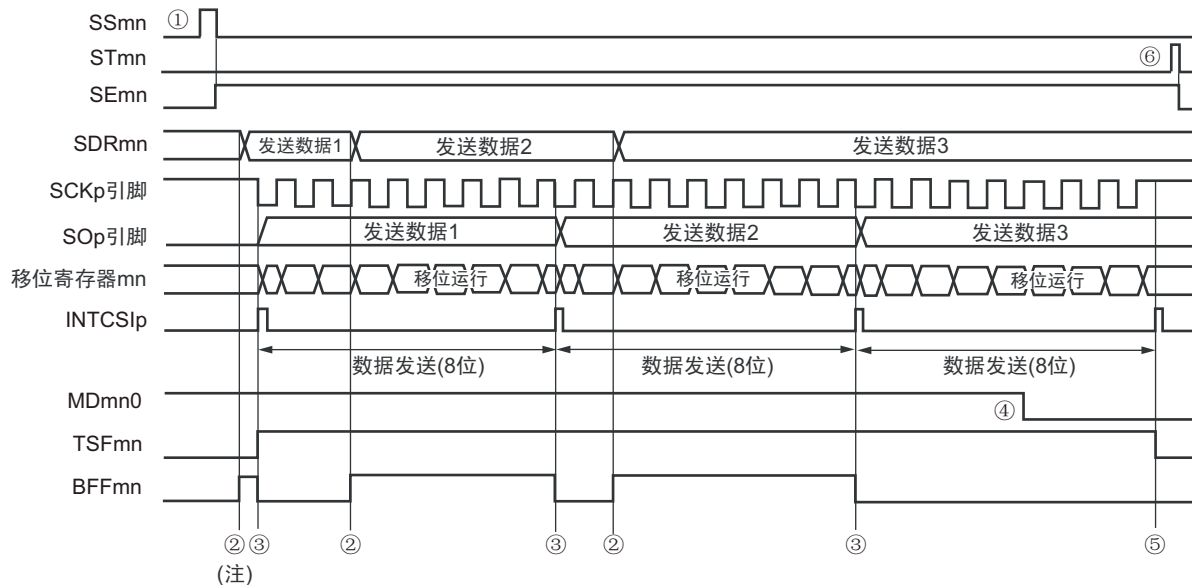 SSmn ①
STmn ⑥
SEmn
SDRmn 发送数据1 发送数据2 发送数据3
SCKp引脚
SOp引脚 发送数据1 发送数据2 发送数据3
移位寄存器mn 移位运行 移位运行 移位运行
INTCSIp
数据发送(8位) 数据发送(8位) 数据发送(8位)
MDmn0 ④
TSFmn
BFFmn
② ③ ② ③ ② ③ ⑤
(注)